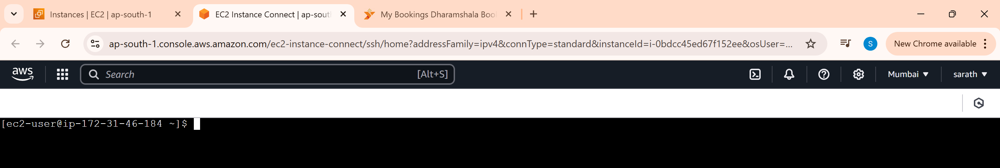 Instances | EC2 | ap-south-1
EC2 Instance Connect | ap-sout
My Bookings Dharamshala Boo
ap-south-1.console.aws.amazon.com/ec2-instance-connect/ssh/home?addressFamily=ipv4&connType=standard&instanceId=i-0bdcc45ed67f152ee&osUser=...
S
New Chrome available
aws
Search
[Alt+S]
Mumbai
sarath
[ec2-user@ip-172-31-46-184 ~]$